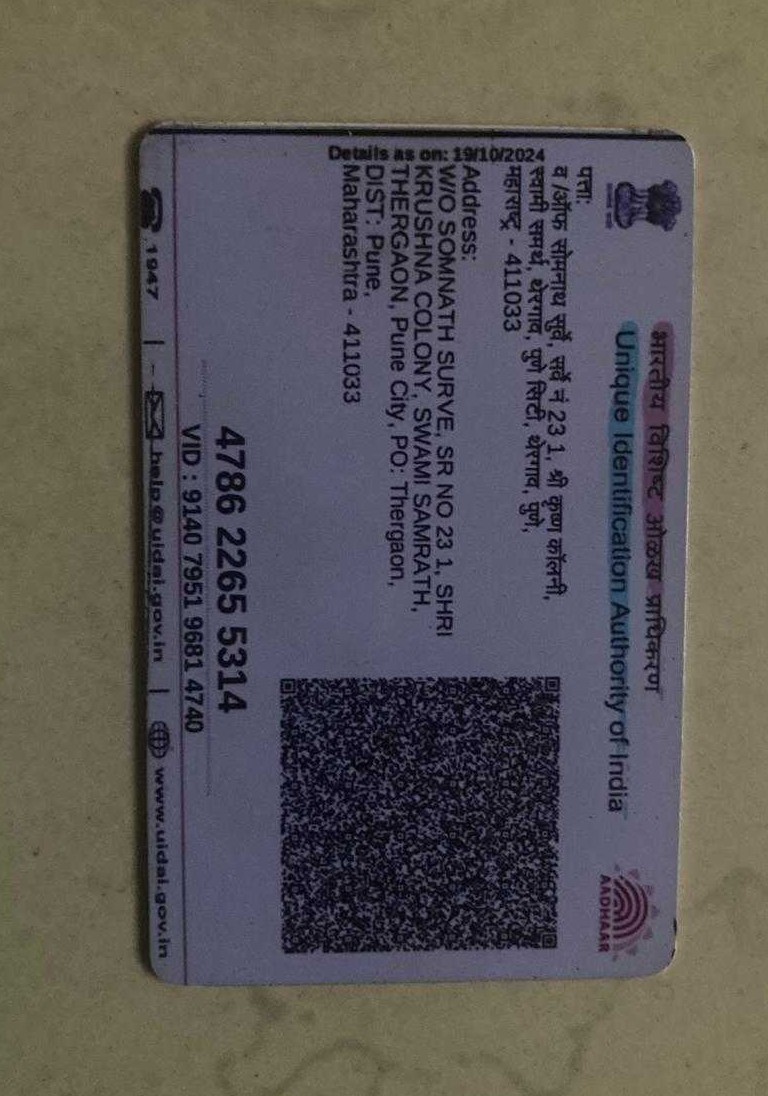 भारतीय विशिष्ट ओळख प्राधिकरण
Unique Identification Authority of India
AADHAAR
पत्ता:
व /ऑफ सोमनाथ सुर्वे, सर्वे नं 23 1, श्री कृष्ण कॉलनी,
स्वामी समर्थ, थेरगाव, पुणे सिटी, थेरगाव, पुणे,
महाराष्ट्र - 411033
Details as on: 19/10/2024
Address:
W/O SOMNATH SURVE, SR NO 23 1, SHRI
KRUSHNA COLONY, SWAMI SAMRATH,
THERGAON, Pune City, PO: Thergaon,
DIST: Pune,
Maharashtra - 411033
4786 2265 5314
VID : 9140 7951 9681 4740
1947 | help@uidai.gov.in | www.uidai.gov.in